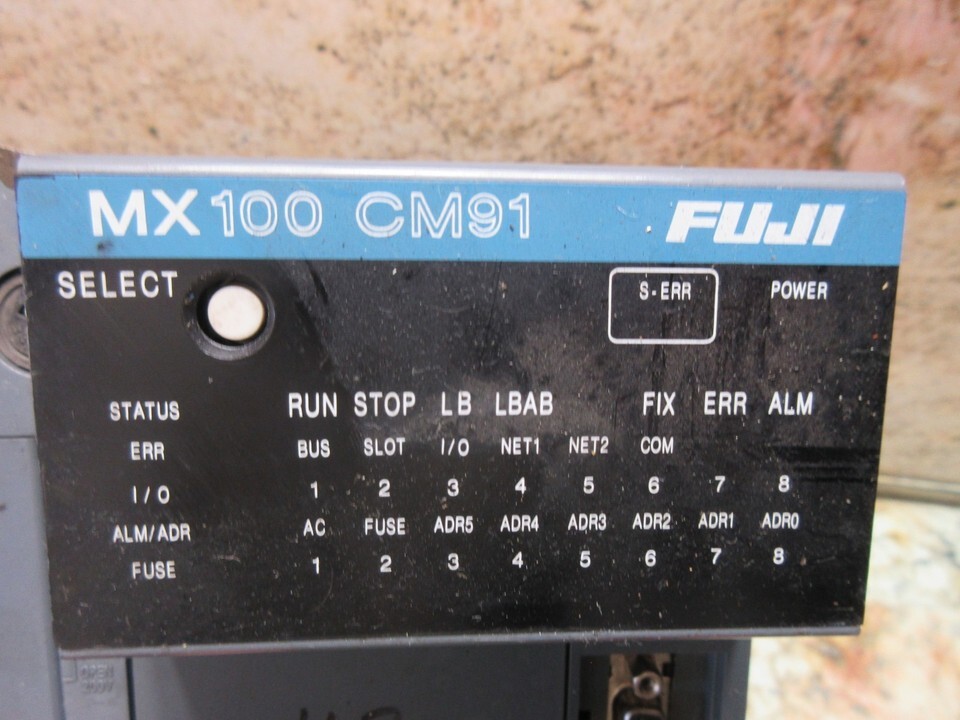 MX100 CM91 FUJI
SELECT S-ERR POWER
STATUS RUN STOP LB LBAB FIX ERR ALM
ERR BUS SLOT I/O NET1 NET2 COM
I/O 1 2 3 4 5 6 7 8
ALM/ADR AC FUSE ADR5 ADR4 ADR3 ADR2 ADR1 ADR0
FUSE 1 2 3 4 5 6 7 8
OPEN